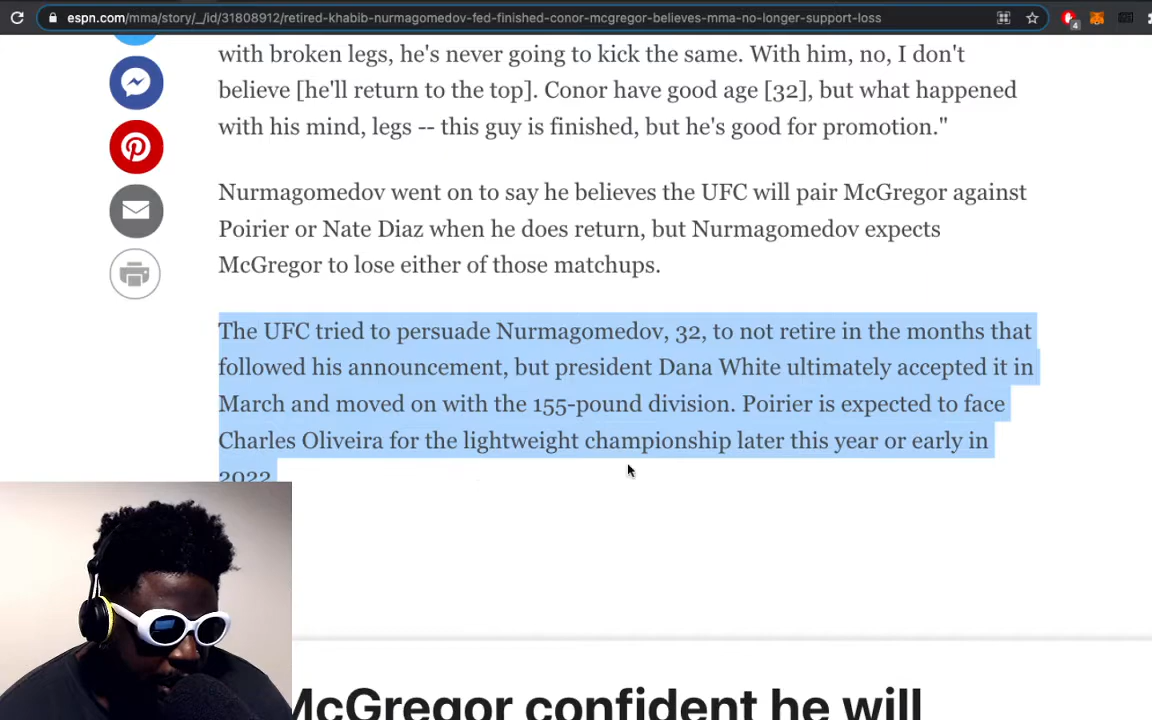 espn.com/mma/story/_/id/31808912/retired-khabib-nurmagomedov-fed-finished-conor-mcgregor-believes-mma-no-longer-support-loss
4
with broken legs, he's never going to kick the same. With him, no, I don't
believe [he'll return to the top]. Conor have good age [32], but what happened
with his mind, legs -- this guy is finished, but he's good for promotion."
Nurmagomedov went on to say he believes the UFC will pair McGregor against
Poirier or Nate Diaz when he does return, but Nurmagomedov expects
McGregor to lose either of those matchups.
The UFC tried to persuade Nurmagomedov, 32, to not retire in the months that
followed his announcement, but president Dana White ultimately accepted it in
March and moved on with the 155-pound division. Poirier is expected to face
Charles Oliveira for the lightweight championship later this year or early in
2022.
McGregor confident he will